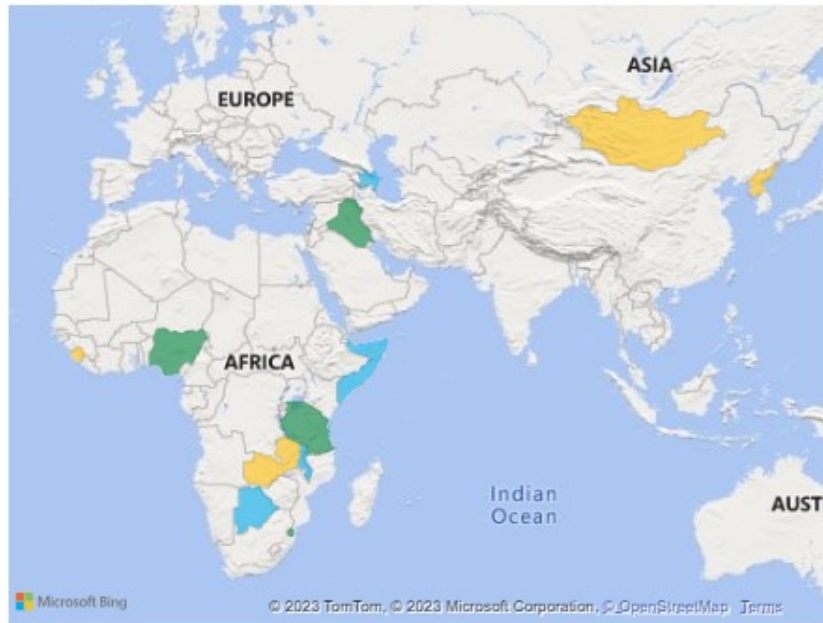 ASIA
EUROPE
AFRICA
Indian
Ocean
AUST
Microsoft Bing
© 2023 TomTom, © 2023 Microsoft Corporation, © OpenStreetMap Terms